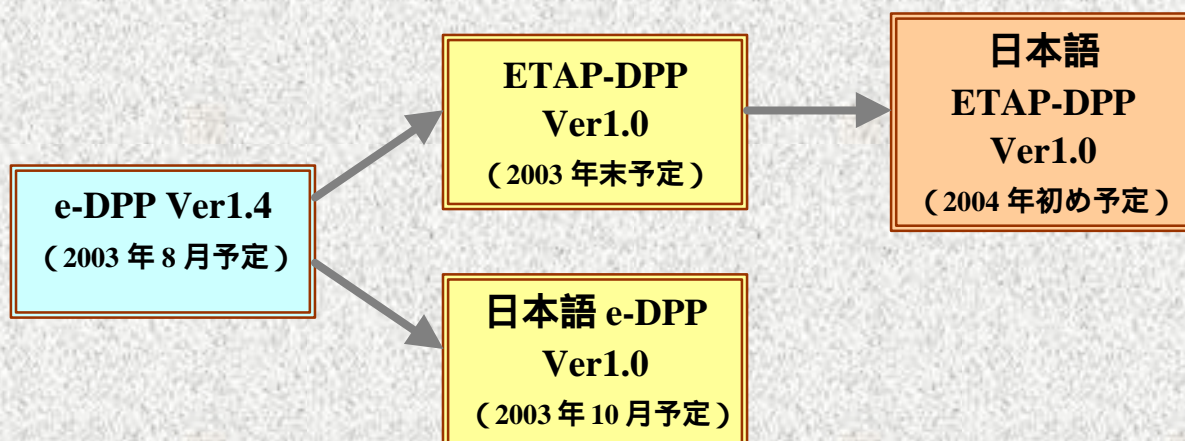 e-DPP Ver1.4
（2003 年 8 月予定）
ETAP-DPP
Ver1.0
（2003 年末予定）
日本語 e-DPP
Ver1.0
（2003 年 10 月予定）
日本語
ETAP-DPP
Ver1.0
（2004 年初め予定）